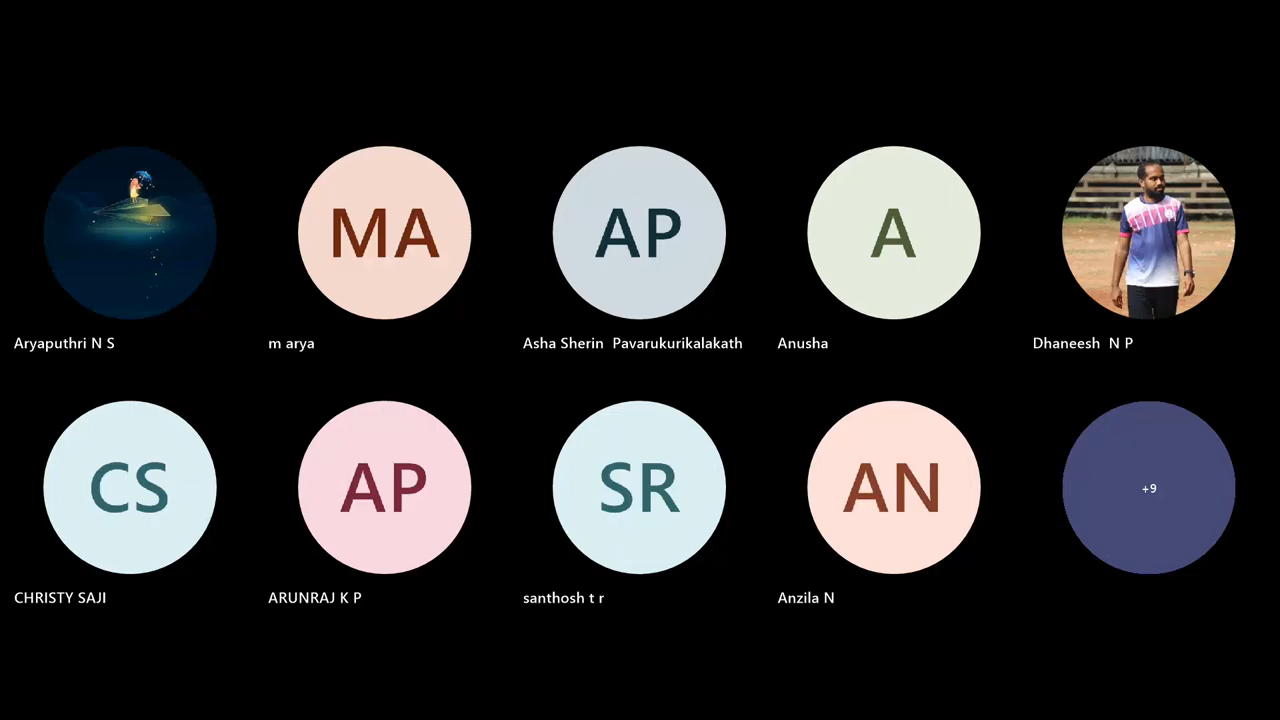 MA
AP
A
Aryaputhri N S
m arya
Asha Sherin  Pavarukurikalakath
Anusha
Dhaneesh  N P
CS
AP
SR
AN
+9
CHRISTY SAJI
ARUNRAJ K P
santhosh t r
Anzila N